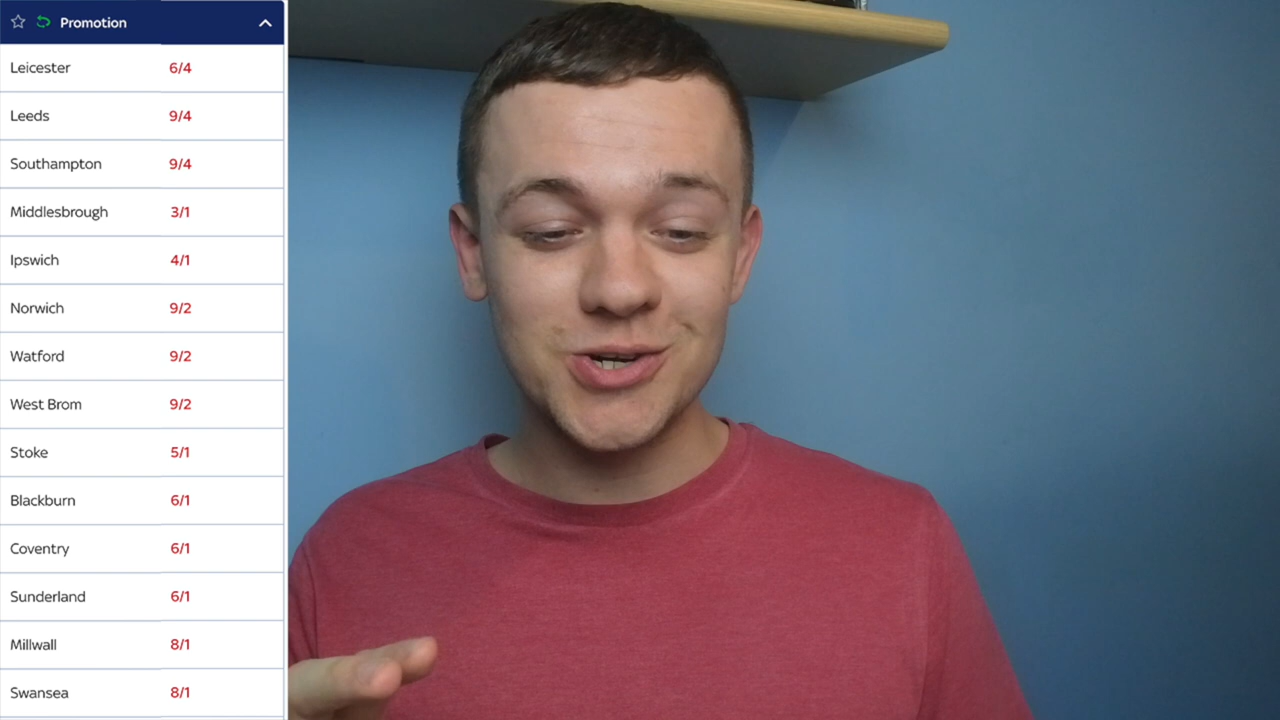 Promotion
Leicester 6/4
Leeds 9/4
Southampton 9/4
Middlesbrough 3/1
Ipswich 4/1
Norwich 9/2
Watford 9/2
West Brom 9/2
Stoke 5/1
Blackburn 6/1
Coventry 6/1
Sunderland 6/1
Millwall 8/1
Swansea 8/1